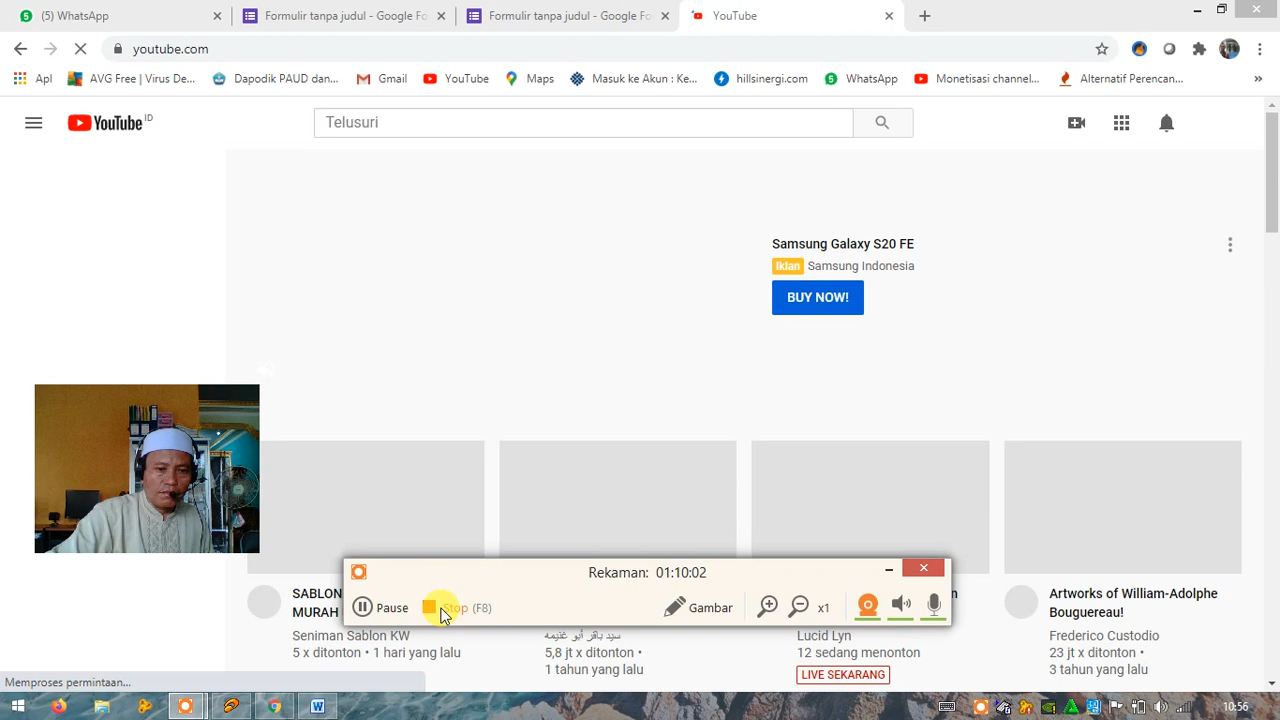 (5) WhatsApp
Formulir tanpa judul - Google Fo
Formulir tanpa judul - Google Fo
YouTube
youtube.com
Apl
AVG Free | Virus De...
Dapodik PAUD dan...
Gmail
YouTube
Maps
Masuk ke Akun : Ke...
hillsinergi.com
WhatsApp
Monetisasi channel...
Alternatif Perencan...
»
YouTube ID
Telusuri
Samsung Galaxy S20 FE
Iklan Samsung Indonesia
BUY NOW!
Rekaman: 01:10:02
Pause
Stop (F8)
Gambar
x1
SABLON
MURAH
Seniman Sablon KW
5 x ditonton • 1 hari yang lalu
سيد باقر أبو غنيمه
5,8 jt x ditonton •
1 tahun yang lalu
Lucid Lyn
12 sedang menonton
LIVE SEKARANG
Artworks of William-Adolphe
Bouguereau!
Frederico Custodio
23 jt x ditonton •
3 tahun yang lalu
Memproses permintaan...
10:56